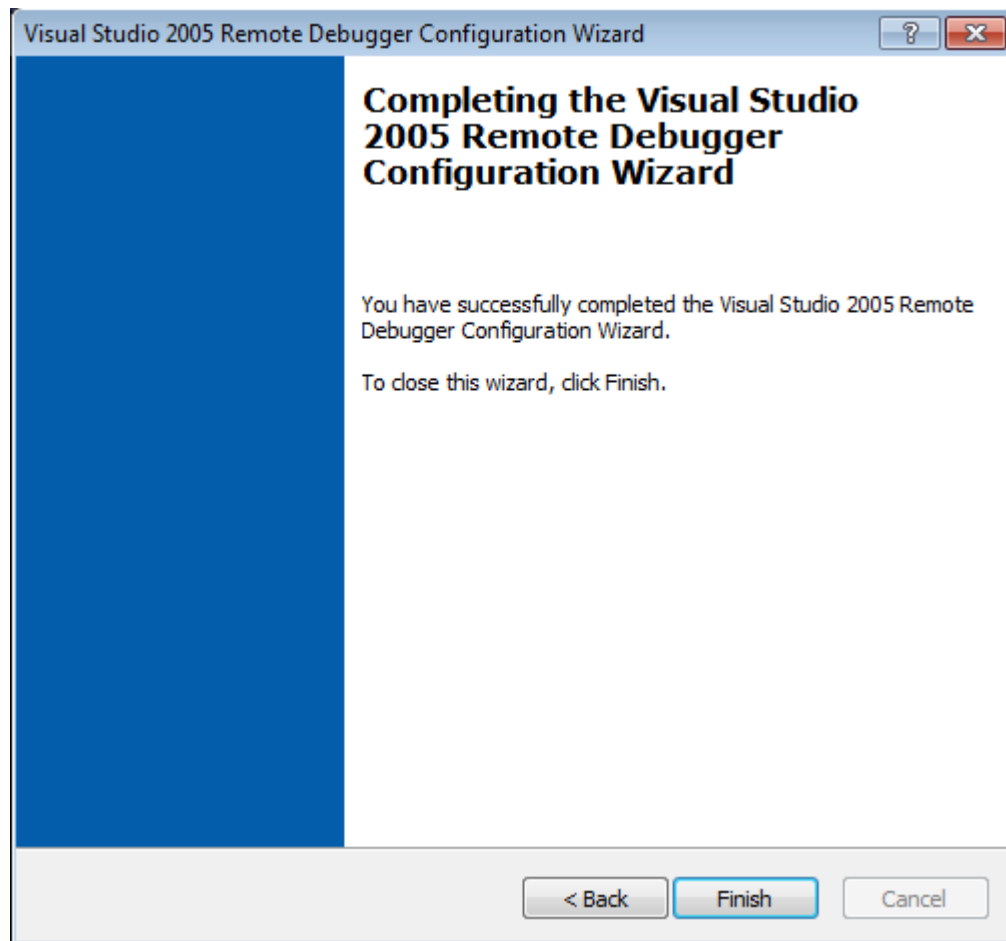 Visual Studio 2005 Remote Debugger Configuration Wizard
Completing the Visual Studio
2005 Remote Debugger
Configuration Wizard
You have successfully completed the Visual Studio 2005 Remote
Debugger Configuration Wizard.
To close this wizard, click Finish.
< Back
Finish
Cancel